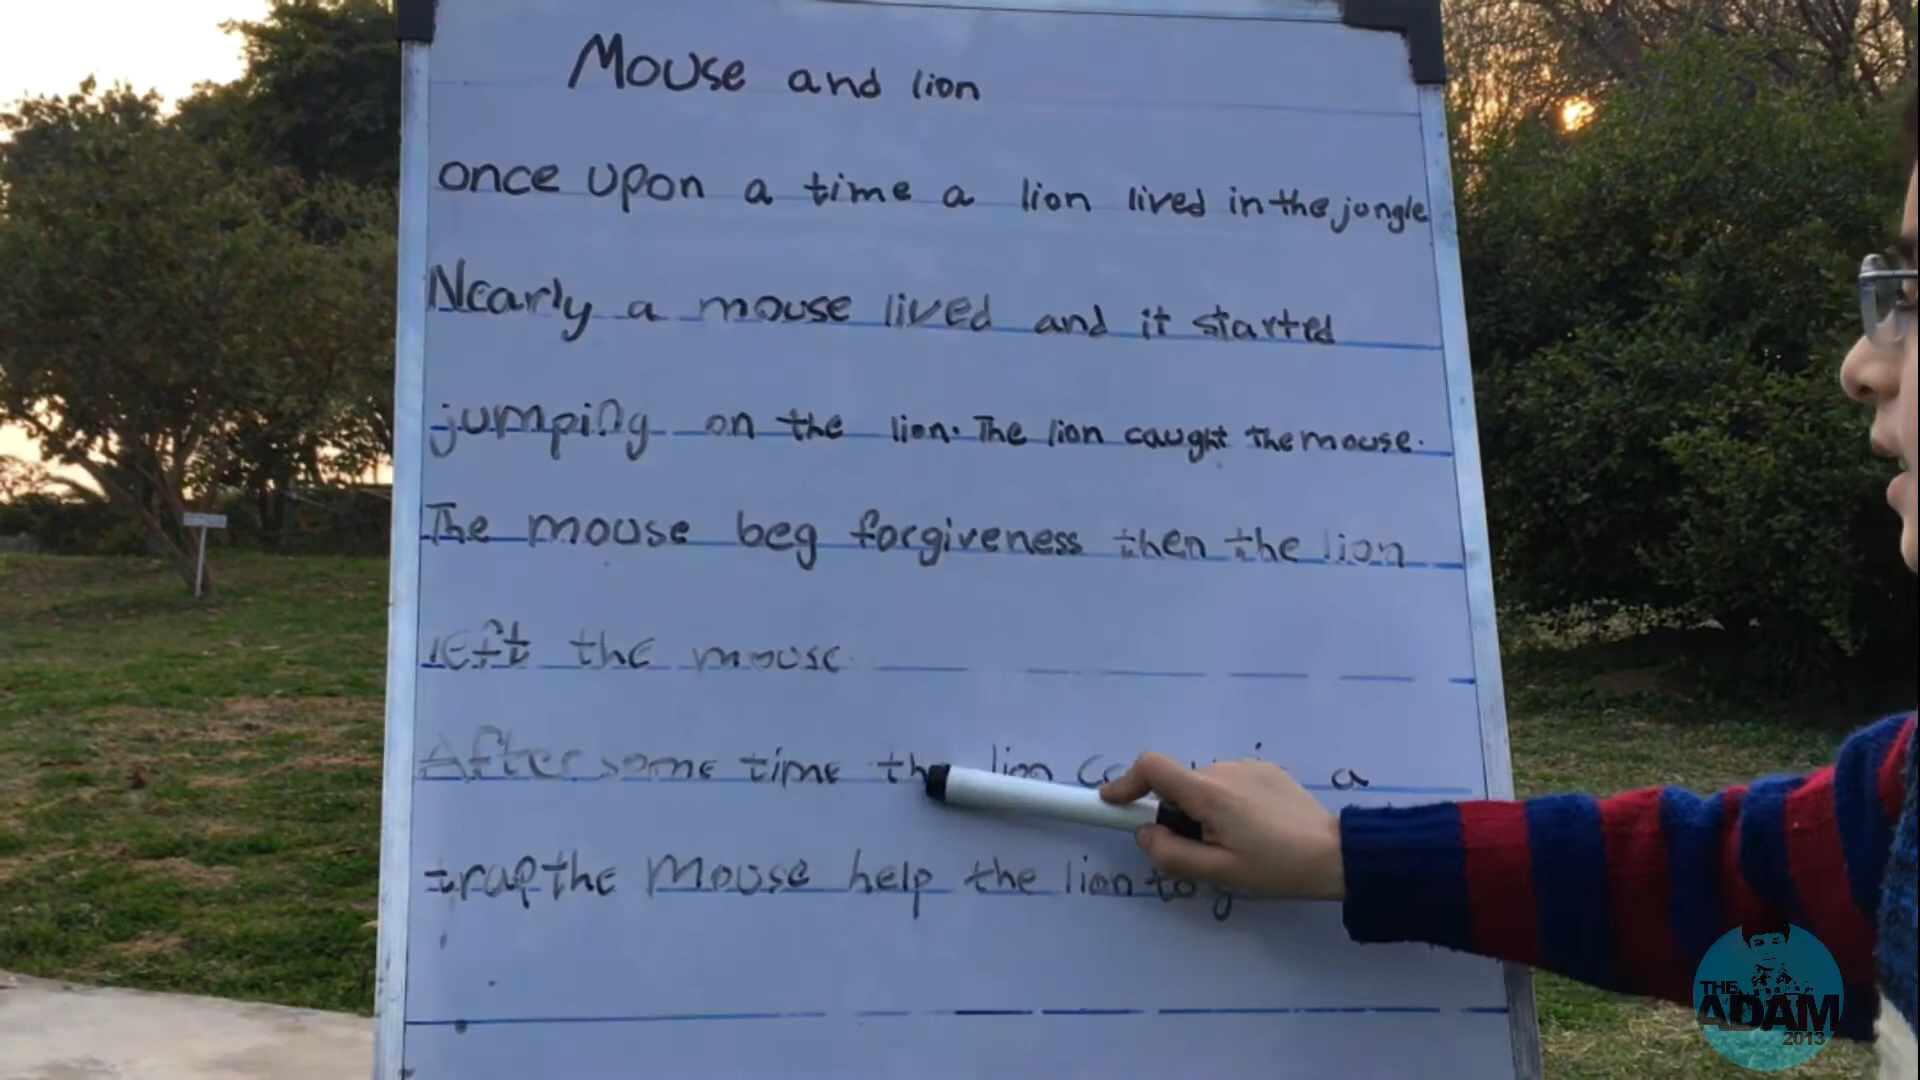 Mouse and lion
once upon a time a lion lived in the jongle
Nearly a mouse lived and it started
jumping on the lion. The lion caught the mouse.
The mouse beg forgiveness then the lion
left the mouse.
After some time the lion a
trap the Mouse help the lion to
THE
ADAM
2013